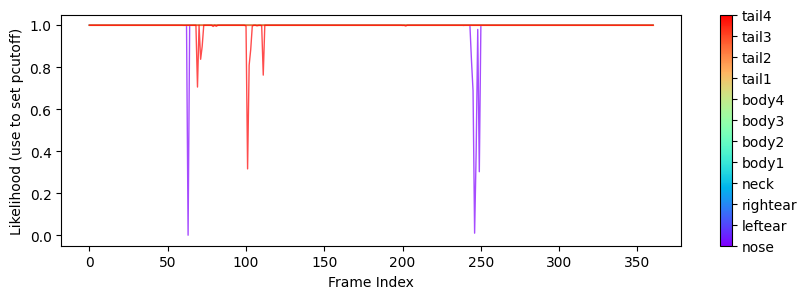 Likelihood (use to set pcutoff)
1.0
0.8
0.6
0.4
0.2
0.0
0 50 100 150 200 250 300 350
Frame Index
tail4
tail3
tail2
tail1
body4
body3
body2
body1
neck
rightear
leftear
nose